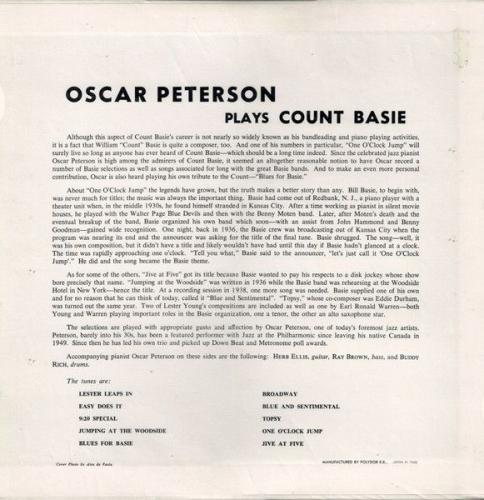 OSCAR PETERSON
PLAYS COUNT BASIE
Although this aspect of Count Basie's career is not nearly so widely known as his bandleading and piano playing activities,
it is a fact that William "Count" Basie is quite a composer, too. And one of his numbers in particular, "One O'Clock Jump" will
surely live so long as anyone has ever heard of Count Basie—which should be a long time indeed. Since the celebrated jazz pianist
Oscar Peterson is high among the admirers of Count Basie, it seemed an altogether reasonable notion to have Oscar record a
number of Basie selections as well as songs associated for long with the great Basie bands. And to make an even more personal
contribution, Oscar is also heard playing his own tribute to the Count—"Blues for Basie."
About "One O'Clock Jump" the legends have grown, but the truth makes a better story than any. Bill Basie, to begin with,
was never much for titles; the music was always the important thing. Basie had come out of Redbank, N. J., a piano player with a
theater unit when, in the middle 1930s, he found himself stranded in Kansas City. After a time working as pianist in silent movie
houses, he played with the Walter Page Blue Devils and then with the Benny Moten band. Later, after Moten's death and the
eventual breakup of the band, Basie organized his own band which soon—with an assist from John Hammond and Benny
Goodman—gained wide recognition. One night, back in 1936, the Basie crew was broadcasting out of Kansas City when the
program was nearing its end and the announcer was asking for the title of the final tune. Basie shrugged. The song—well, it
was his own composition, but it didn't have a title and likely wouldn't have had until this day if Basie hadn't glanced at a clock.
The time was rapidly approaching one o'clock. "Tell you what," Basie said to the announcer, "let's just call it 'One O'Clock
Jump'." He did and the song became the Basie theme.
As for some of the others, "Jive at Five" got its title because Basie wanted to pay his respects to a disk jockey whose show
bore precisely that name. "Jumping at the Woodside" was written in 1936 while the Basie band was rehearsing at the Woodside
Hotel in New York—hence the title. At a recording session in 1938, one more song was needed. Basie supplied one of his own
and for no reason that he can think of today, called it "Blue and Sentimental". "Topsy," whose co-composer was Eddie Durham,
was turned out the same year. Two of Lester Young's compositions are included as well as one by Earl Ronald Warren—both
Young and Warren playing important roles in the Basie organization, one a tenor, the other an alto saxophone star.
The selections are played with appropriate gusto and affection by Oscar Peterson, one of today's foremost jazz artists.
Peterson, barely into his 30s, has been a featured performer with Jazz at the Philharmonic since leaving his native Canada in
1949. Since then he has led his own trio and picked up Down Beat and Metronome poll awards.
Accompanying pianist Oscar Peterson on these sides are the following: HERB ELLIS, guitar, RAY BROWN, bass, and BUDDY
RICH, drums.
The tunes are:
LESTER LEAPS IN
EASY DOES IT
9:20 SPECIAL
JUMPING AT THE WOODSIDE
BLUES FOR BASIE
BROADWAY
BLUE AND SENTIMENTAL
TOPSY
ONE O'CLOCK JUMP
JIVE AT FIVE
Cover Photo by Alex de Paola
MANUFACTURED BY POLYDOR K.K.,